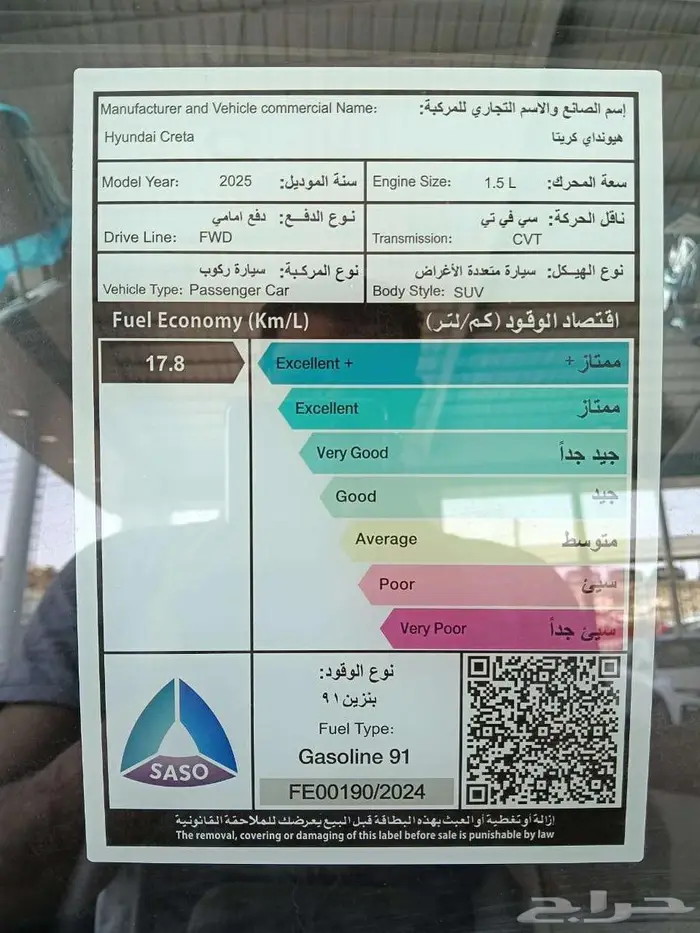 Manufacturer and Vehicle commercial Name: إسم الصانع والاسم التجاري للمركبة:
Hyundai Creta هيونداي كريتا
Model Year: 2025 سنة الموديل:
Engine Size: 1.5 L سعة المحرك:
نوع الدفع: دفع امامي
Drive Line: FWD
ناقل الحركة: سي في تي
Transmission: CVT
نوع المركبة: سيارة ركوب
Vehicle Type: Passenger Car
نوع الهيكل: سيارة متعددة الأغراض
Body Style: SUV
Fuel Economy (Km/L) اقتصاد الوقود (كم/لتر)
17.8
Excellent + ممتاز +
Excellent ممتاز
Very Good جيد جداً
Good جيد
Average متوسط
Poor سيئ
Very Poor سيئ جداً
SASO
نوع الوقود:
بنزين ٩١
Fuel Type:
Gasoline 91
FE00190/2024
إزالة أو تغطية أو العبث بهذه البطاقة قبل البيع يعرضك للملاحقة القانونية
The removal, covering or damaging of this label before sale is punishable by law
حراج